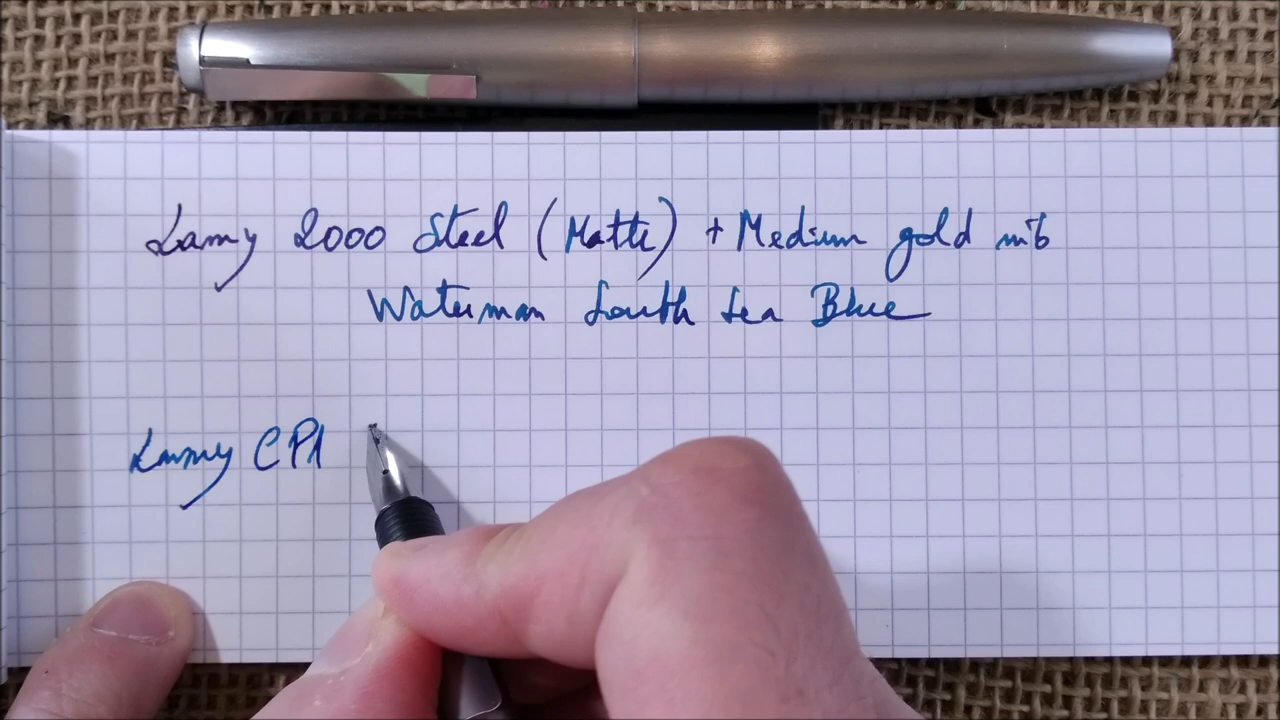 Lamy 2000 Steel (Matte) + Medium gold nib
Waterman South Sea Blue
Lamy CP1